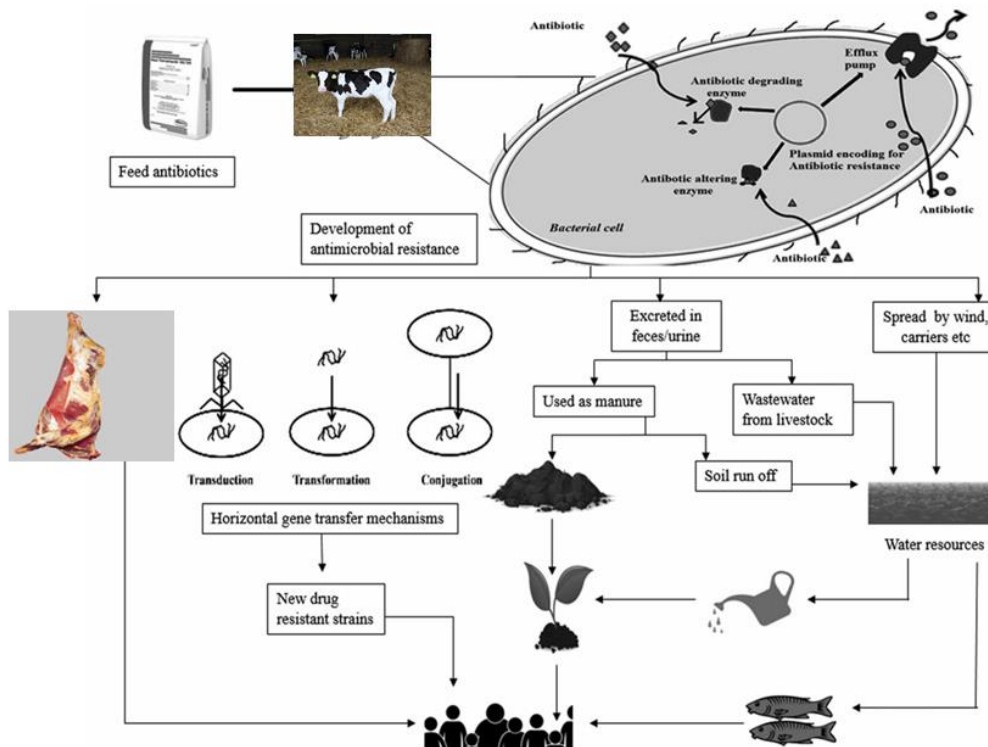 Feed antibiotics
Antibiotic
Efflux
pump
Antibiotic degrading
enzyme
Plasmid encoding for
Antibiotic resistance
Antibotic altering
enzyme
Antibiotic
Bacterial cell
Antibiotic
Development of
antimicrobial resistance
Excreted in
feces/urine
Spread by wind,
carriers etc
Used as manure
Wastewater
from livestock
Transduction
Transformation
Conjugation
Soil run off
Horizontal gene transfer mechanisms
Water resources
New drug
resistant strains